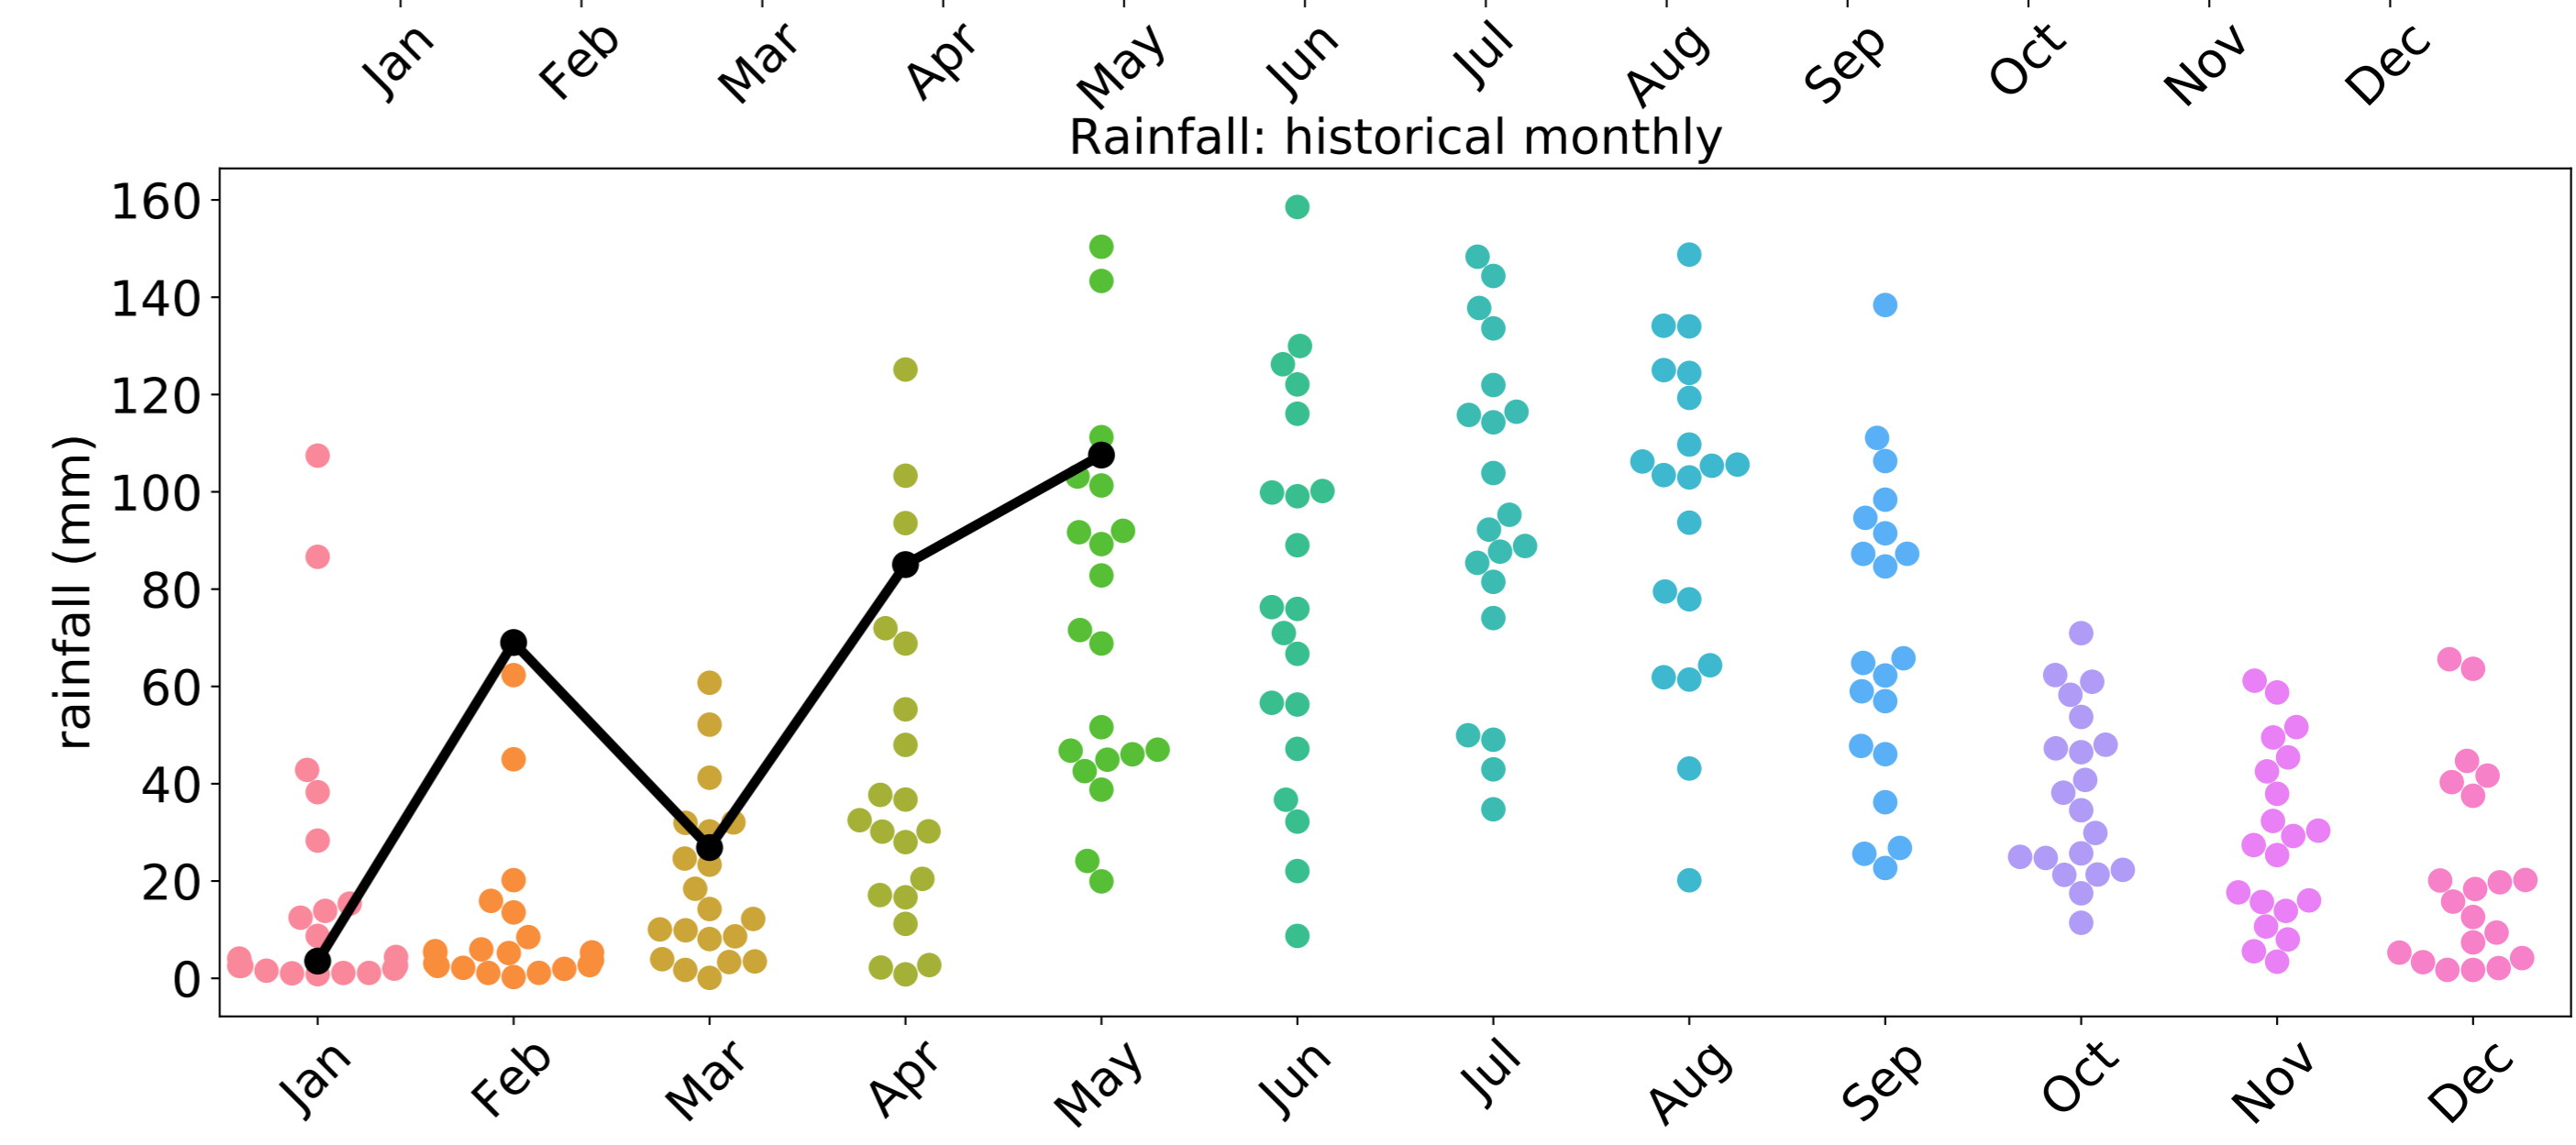 Jan Feb Mar Apr May Jun Jul Aug Sep Oct Nov Dec
Rainfall: historical monthly
160
140
120
100
80
60
40
20
0
rainfall (mm)
Jan Feb Mar Apr May Jun Jul Aug Sep Oct Nov Dec